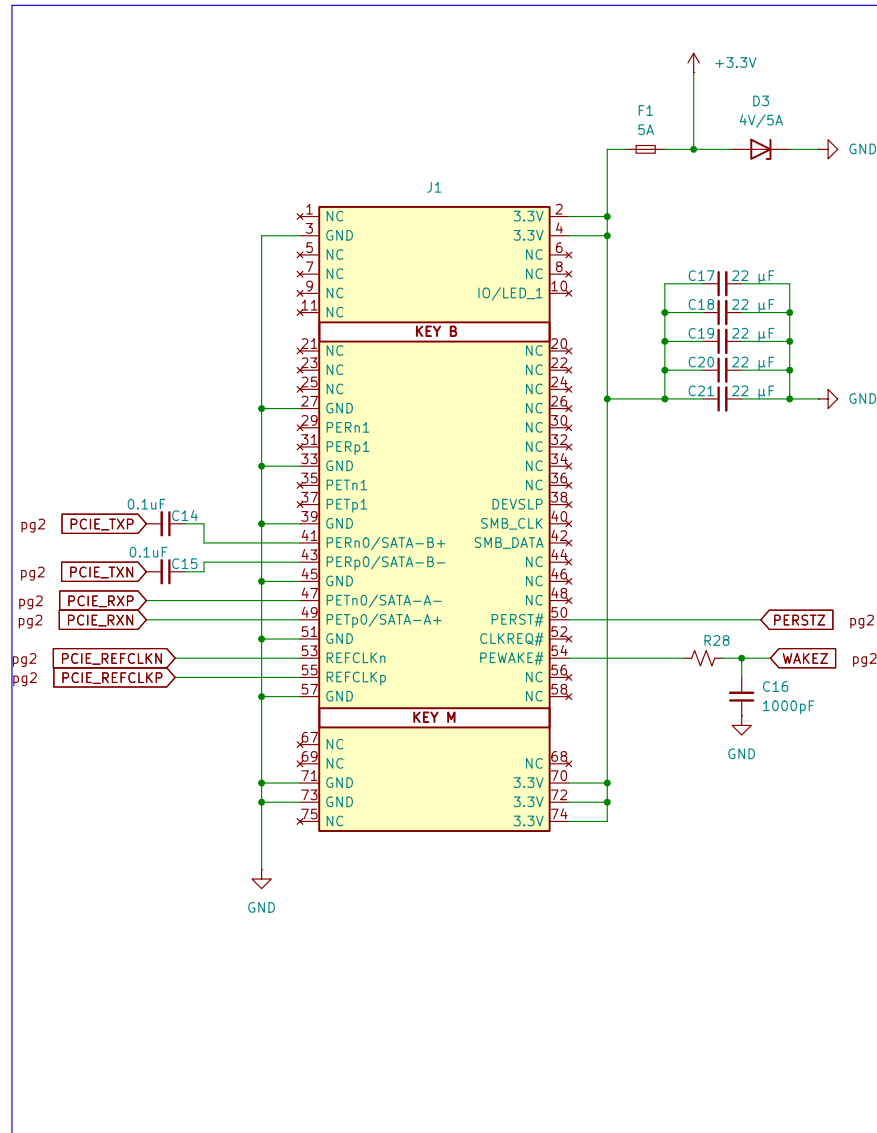 +3.3V
F1
5A
D3
4V/5A
GND
J1
1 NC 3.3V 2
3 GND 3.3V 4
5 NC NC 6
7 NC NC 8
9 NC IO/LED_1 10
11 NC
C17 22 µF
C18 22 µF
C19 22 µF
C20 22 µF
C21 22 µF
GND
KEY B
21 NC NC 20
23 NC NC 22
25 NC NC 24
27 GND NC 26
29 PERn1 NC 30
31 PERp1 NC 32
33 GND NC 34
35 PETn1 NC 36
37 PETp1 DEVSLP 38
39 GND SMB_CLK 40
41 PERn0/SATA-B+ SMB_DATA 42
43 PERp0/SATA-B- NC 44
45 GND NC 46
47 PETn0/SATA-A- NC 48
49 PETp0/SATA-A+ PERST# 50
51 GND CLKREQ# 52
53 REFCLKn PEWAKE# 54
55 REFCLKp NC 56
57 GND NC 58
KEY M
67 NC
69 NC NC 68
71 GND 3.3V 70
73 GND 3.3V 72
75 NC 3.3V 74
0.1uF
pg2 PCIE_TXP C14
0.1uF
pg2 PCIE_TXN C15
pg2 PCIE_RXP
pg2 PCIE_RXN
pg2 PCIE_REFCLKN
pg2 PCIE_REFCLKP
PERSTZ pg2
R28
WAKEZ pg2
C16
1000pF
GND
GND